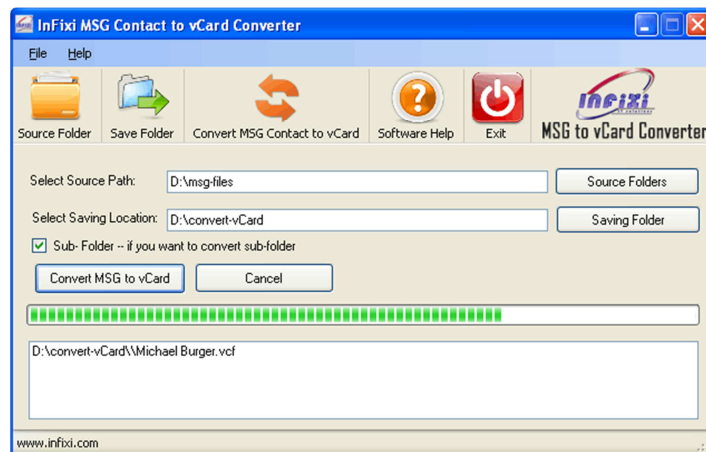 InFixi MSG Contact to vCard Converter
File Help
Source Folder Save Folder Convert MSG Contact to vCard Software Help Exit
InFixi
IT solutions
MSG to vCard Converter
Select Source Path: D:\msg-files Source Folders
Select Saving Location: D:\convert-vCard Saving Folder
Sub- Folder -- if you want to convert sub-folder
Convert MSG to vCard Cancel
D:\convert-vCard\\Michael Burger.vcf
www.infixi.com